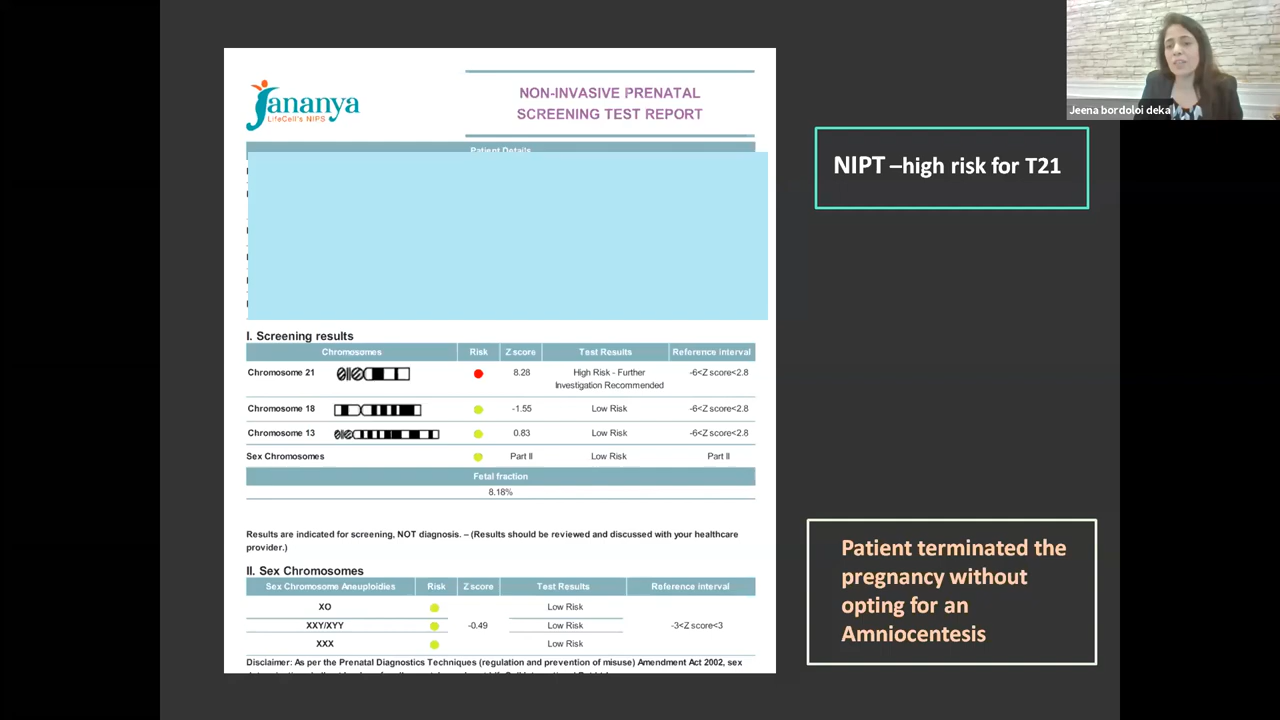 Jeena bordoloi deka
Jananya
LifeCell's NIPS
NON-INVASIVE PRENATAL
SCREENING TEST REPORT
Patient Details
NIPT –high risk for T21
I. Screening results
Chromosomes Risk Z score Test Results Reference interval
Chromosome 21 8.28 High Risk - Further -6<Z score<2.8
Investigation Recommended
Chromosome 18 -1.55 Low Risk -6<Z score<2.8
Chromosome 13 0.83 Low Risk -6<Z score<2.8
Sex Chromosomes Part II Low Risk Part II
Fetal fraction
8.18%
Results are indicated for screening, NOT diagnosis. – (Results should be reviewed and discussed with your healthcare
provider.)
II. Sex Chromosomes
Sex Chromosome Aneuploidies Risk Z score Test Results Reference interval
XO Low Risk
XXY/XYY -0.49 Low Risk -3<Z score<3
XXX Low Risk
Disclaimer: As per the Prenatal Diagnostics Techniques (regulation and prevention of misuse) Amendment Act 2002, sex
Patient terminated the
pregnancy without
opting for an
Amniocentesis